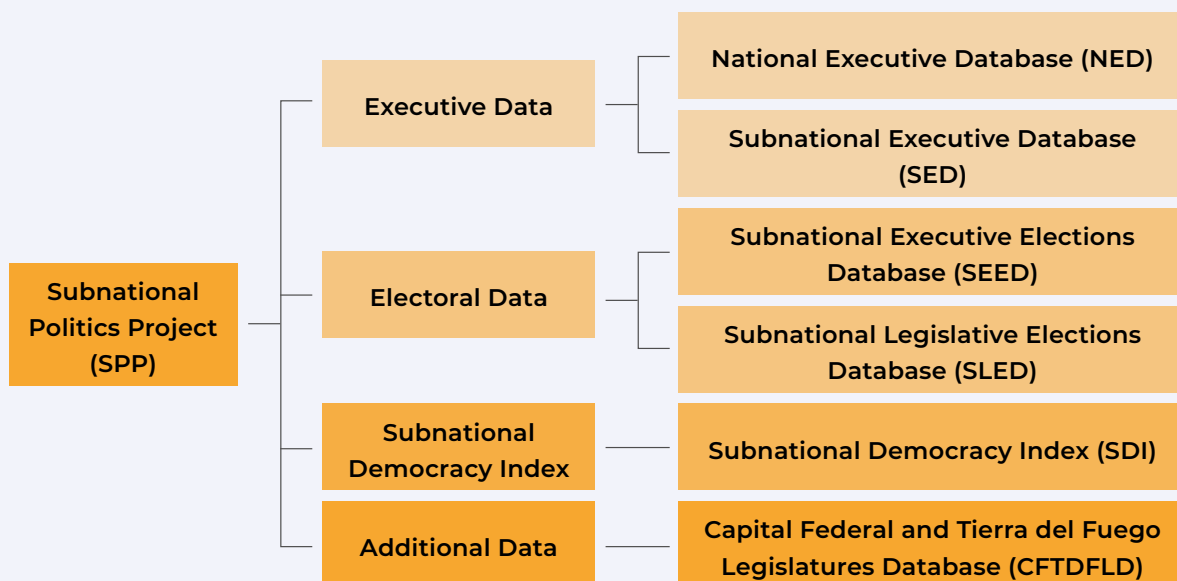 Subnational
Politics Project
(SPP)
Executive Data
National Executive Database (NED)
Subnational Executive Database
(SED)
Electoral Data
Subnational Executive Elections
Database (SEED)
Subnational Legislative Elections
Database (SLED)
Subnational
Democracy Index
Subnational Democracy Index (SDI)
Additional Data
Capital Federal and Tierra del Fuego
Legislatures Database (CFTDFLD)